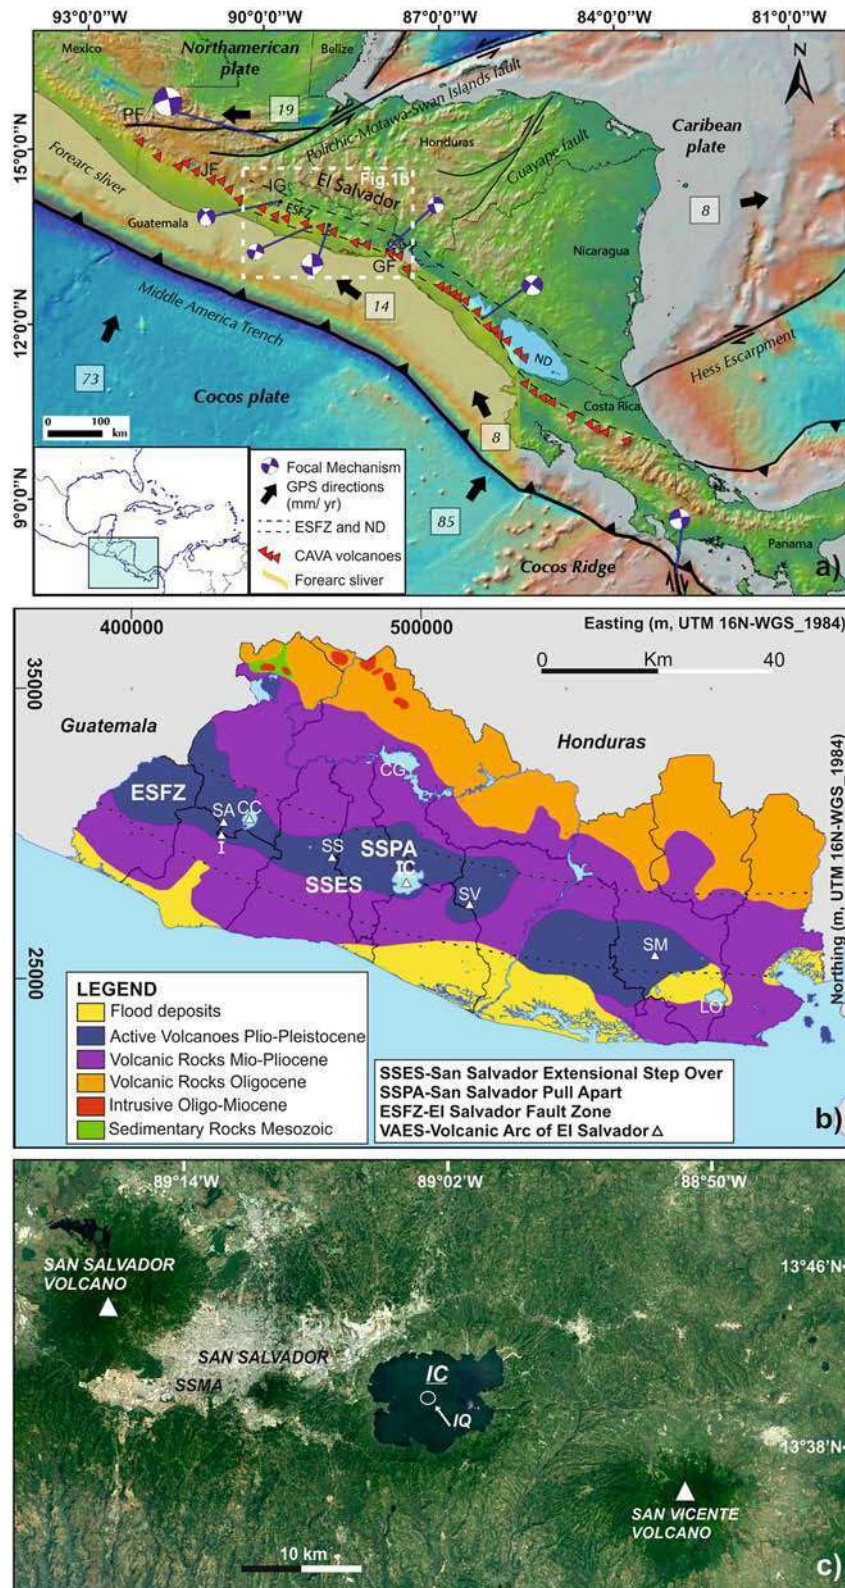 93°0'0"W 90°0'0"W 87°0'0"W 84°0'0"W 81°0'0"W
Mexico
Northamerican
plate
Belize
N
PF
19
Polichic-Motawa-Swan Islands fault
Honduras
Guayape fault
Caribean
plate
15°0'0"N
Forearc sliver
JF
IG
Fig.1b
El Salvador
ESFZ
8
Guatemala
GF
Nicaragua
14
Middle America Trench
12°0'0"N
73
Cocos plate
ND
Hess Escarpment
Costa Rica
0 100
km
8
9°0'0"N
85
Cocos Ridge
Panama
Focal Mechanism
GPS directions
(mm/ yr)
ESFZ and ND
CAVA volcanoes
Forearc sliver
a)
400000 500000 Easting (m, UTM 16N-WGS_1984)
0 Km 40
35000
Guatemala
Honduras
CG
ESFZ
SA CC
I
SS
SSPA
IC
SSES
SV
SM
LO
25000
Northing (m, UTM 16N-WGS_1984)
LEGEND
Flood deposits
Active Volcanoes Plio-Pleistocene
Volcanic Rocks Mio-Pliocene
Volcanic Rocks Oligocene
Intrusive Oligo-Miocene
Sedimentary Rocks Mesozoic
SSES-San Salvador Extensional Step Over
SSPA-San Salvador Pull Apart
ESFZ-El Salvador Fault Zone
VAES-Volcanic Arc of El Salvador
b)
89°14'W 89°02'W 88°50'W
SAN SALVADOR
VOLCANO
13°46'N
SAN SALVADOR
SSMA
IC
IQ
13°38'N
SAN VICENTE
VOLCANO
10 km
c)